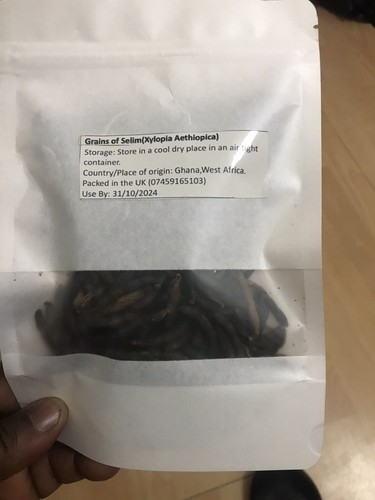 Grains of Selim(Xylopia Aethiopica)
Storage: Store in a cool dry place in an air tight
container.
Country/Place of origin: Ghana,West Africa.
Packed in the UK (07459165103)
Use By: 31/10/2024